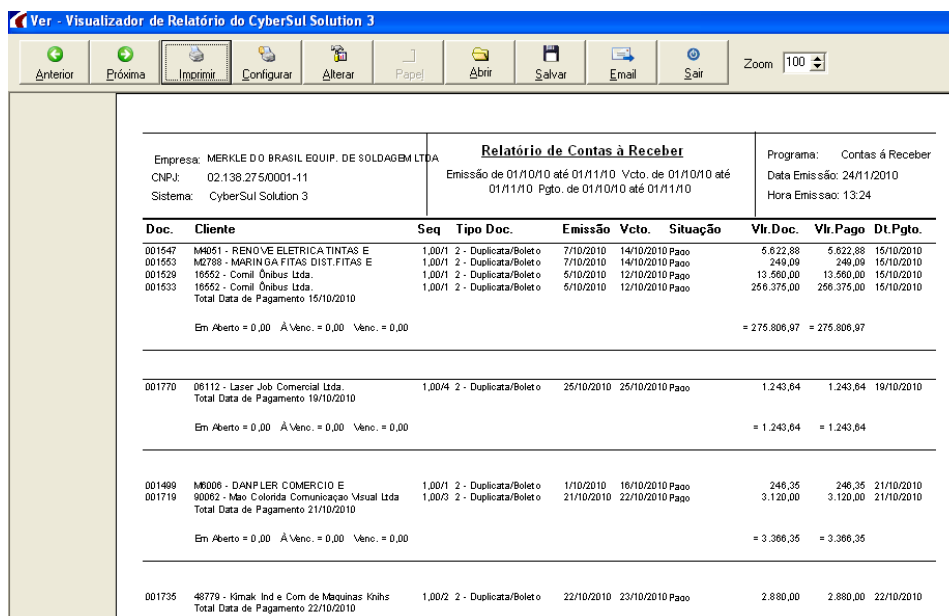 Ver - Visualizador de Relatório do CyberSul Solution 3
Anterior Próxima Imprimir Configurar Alterar Papel Abrir Salvar Email Sair Zoom 100
Empresa: MERKLE DO BRASIL EQUIP. DE SOLDAGEM LTDA
CNPJ: 02.138.275/0001-11
Sistema: CyberSul Solution 3
Relatório de Contas à Receber
Emissão de 01/10/10 até 01/11/10 Vcto. de 01/10/10 até
01/11/10 Pgto. de 01/10/10 até 01/11/10
Programa: Contas á Receber
Data Emissão: 24/11/2010
Hora Emissao: 13:24
Doc. Cliente Seq Tipo Doc. Emissão Vcto. Situação Vlr.Doc. Vlr.Pago Dt.Pgto.
001547 M4051 - RENOVE ELETRICA TINTAS E 1,00/1 2 - Duplicata/Boleto 7/10/2010 14/10/2010 Pago 5.622,88 5.622,88 15/10/2010
001553 M2788 - MARINGA FITAS DIST.FITAS E 1,00/1 2 - Duplicata/Boleto 7/10/2010 14/10/2010 Pago 249,09 249,09 15/10/2010
001529 16552 - Comil Ônibus Ltda. 1,00/1 2 - Duplicata/Boleto 5/10/2010 12/10/2010 Pago 13.560,00 13.560,00 15/10/2010
001533 16552 - Comil Ônibus Ltda. 1,00/1 2 - Duplicata/Boleto 5/10/2010 12/10/2010 Pago 256.375,00 256.375,00 15/10/2010
Total Data de Pagamento 15/10/2010
Em Aberto = 0,00 À Venc. = 0,00 Venc. = 0,00 = 275.806,97 = 275.806,97
001770 06112 - Laser Job Comercial Ltda. 1,00/4 2 - Duplicata/Boleto 25/10/2010 25/10/2010 Pago 1.243,64 1.243,64 19/10/2010
Total Data de Pagamento 19/10/2010
Em Aberto = 0,00 À Venc. = 0,00 Venc. = 0,00 = 1.243,64 = 1.243,64
001499 M6006 - DANPLER COMERCIO E 1,00/1 2 - Duplicata/Boleto 1/10/2010 16/10/2010 Pago 246,35 246,35 21/10/2010
001719 90062 - Mao Colorida Comunicaçao Visual Ltda 1,00/3 2 - Duplicata/Boleto 21/10/2010 22/10/2010 Pago 3.120,00 3.120,00 21/10/2010
Total Data de Pagamento 21/10/2010
Em Aberto = 0,00 À Venc. = 0,00 Venc. = 0,00 = 3.366,35 = 3.366,35
001735 48779 - Kimak Ind e Com de Maquinas Knihs 1,00/2 2 - Duplicata/Boleto 22/10/2010 23/10/2010 Pago 2.880,00 2.880,00 22/10/2010
Total Data de Pagamento 22/10/2010